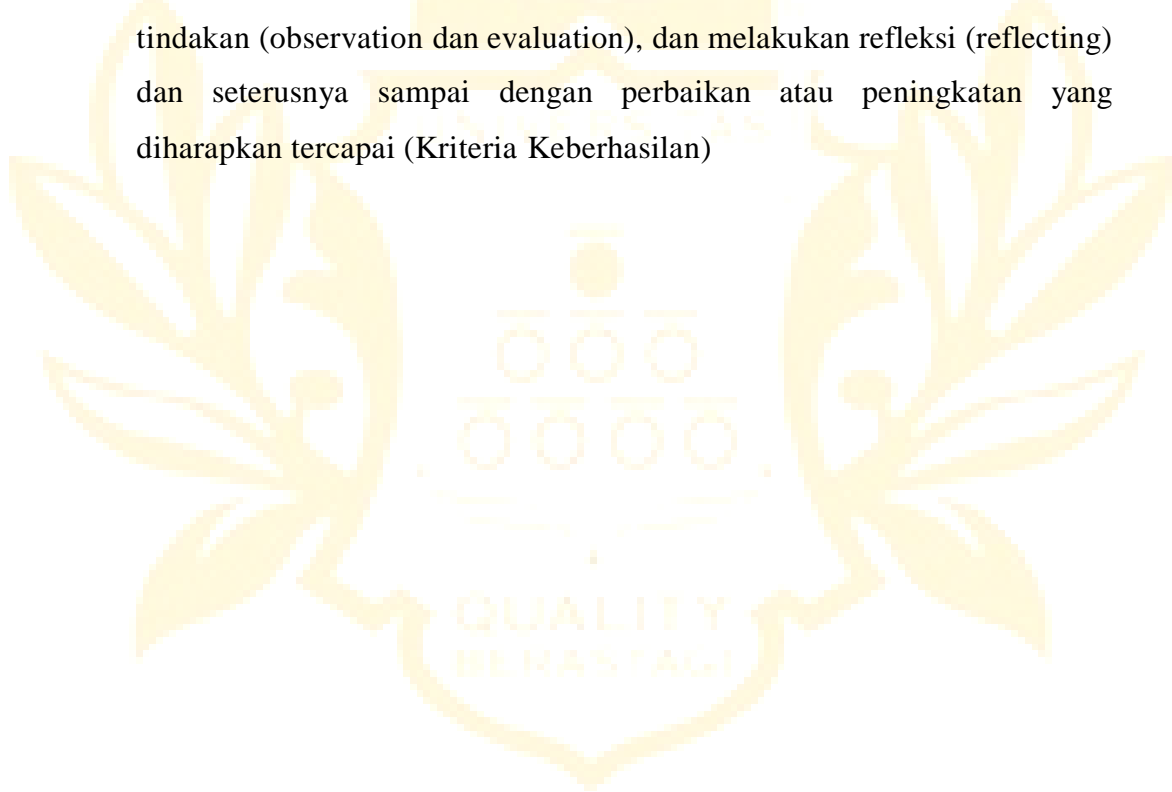 tindakan (observation dan evaluation), dan melakukan refleksi (reflecting)
dan seterusnya sampai dengan perbaikan atau peningkatan yang
diharapkan tercapai (Kriteria Keberhasilan)
UNIVERSITAS
QUALITY
BERASTAGI